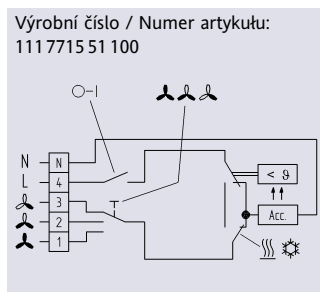 Výrobní číslo / Numer artykułu:
111 7715 51 100
O-I
N N
L 4
3
2
1
< ϑ
Acc.